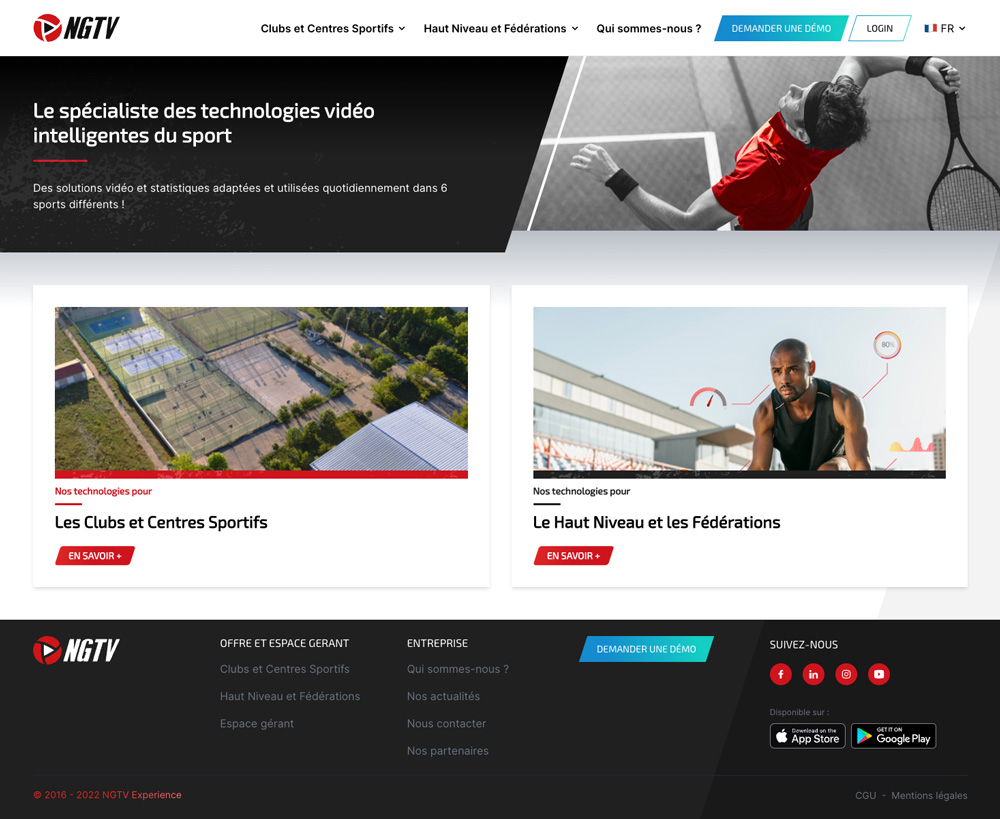 NGTV
Clubs et Centres Sportifs
Haut Niveau et Fédérations
Qui sommes-nous ?
DEMANDER UNE DÉMO
LOGIN
FR
Le spécialiste des technologies vidéo
intelligentes du sport
Des solutions vidéo et statistiques adaptées et utilisées quotidiennement dans 6
sports différents !
80%
Nos technologies pour
Les Clubs et Centres Sportifs
EN SAVOIR +
Nos technologies pour
Le Haut Niveau et les Fédérations
EN SAVOIR +
NGTV
OFFRE ET ESPACE GERANT
Clubs et Centres Sportifs
Haut Niveau et Fédérations
Espace gérant
ENTREPRISE
Qui sommes-nous ?
Nos actualités
Nous contacter
Nos partenaires
DEMANDER UNE DÉMO
SUIVEZ-NOUS
f
in
Disponible sur :
Download on the
App Store
GET IT ON
Google Play
© 2016 - 2022 NGTV Experience
CGU - Mentions légales